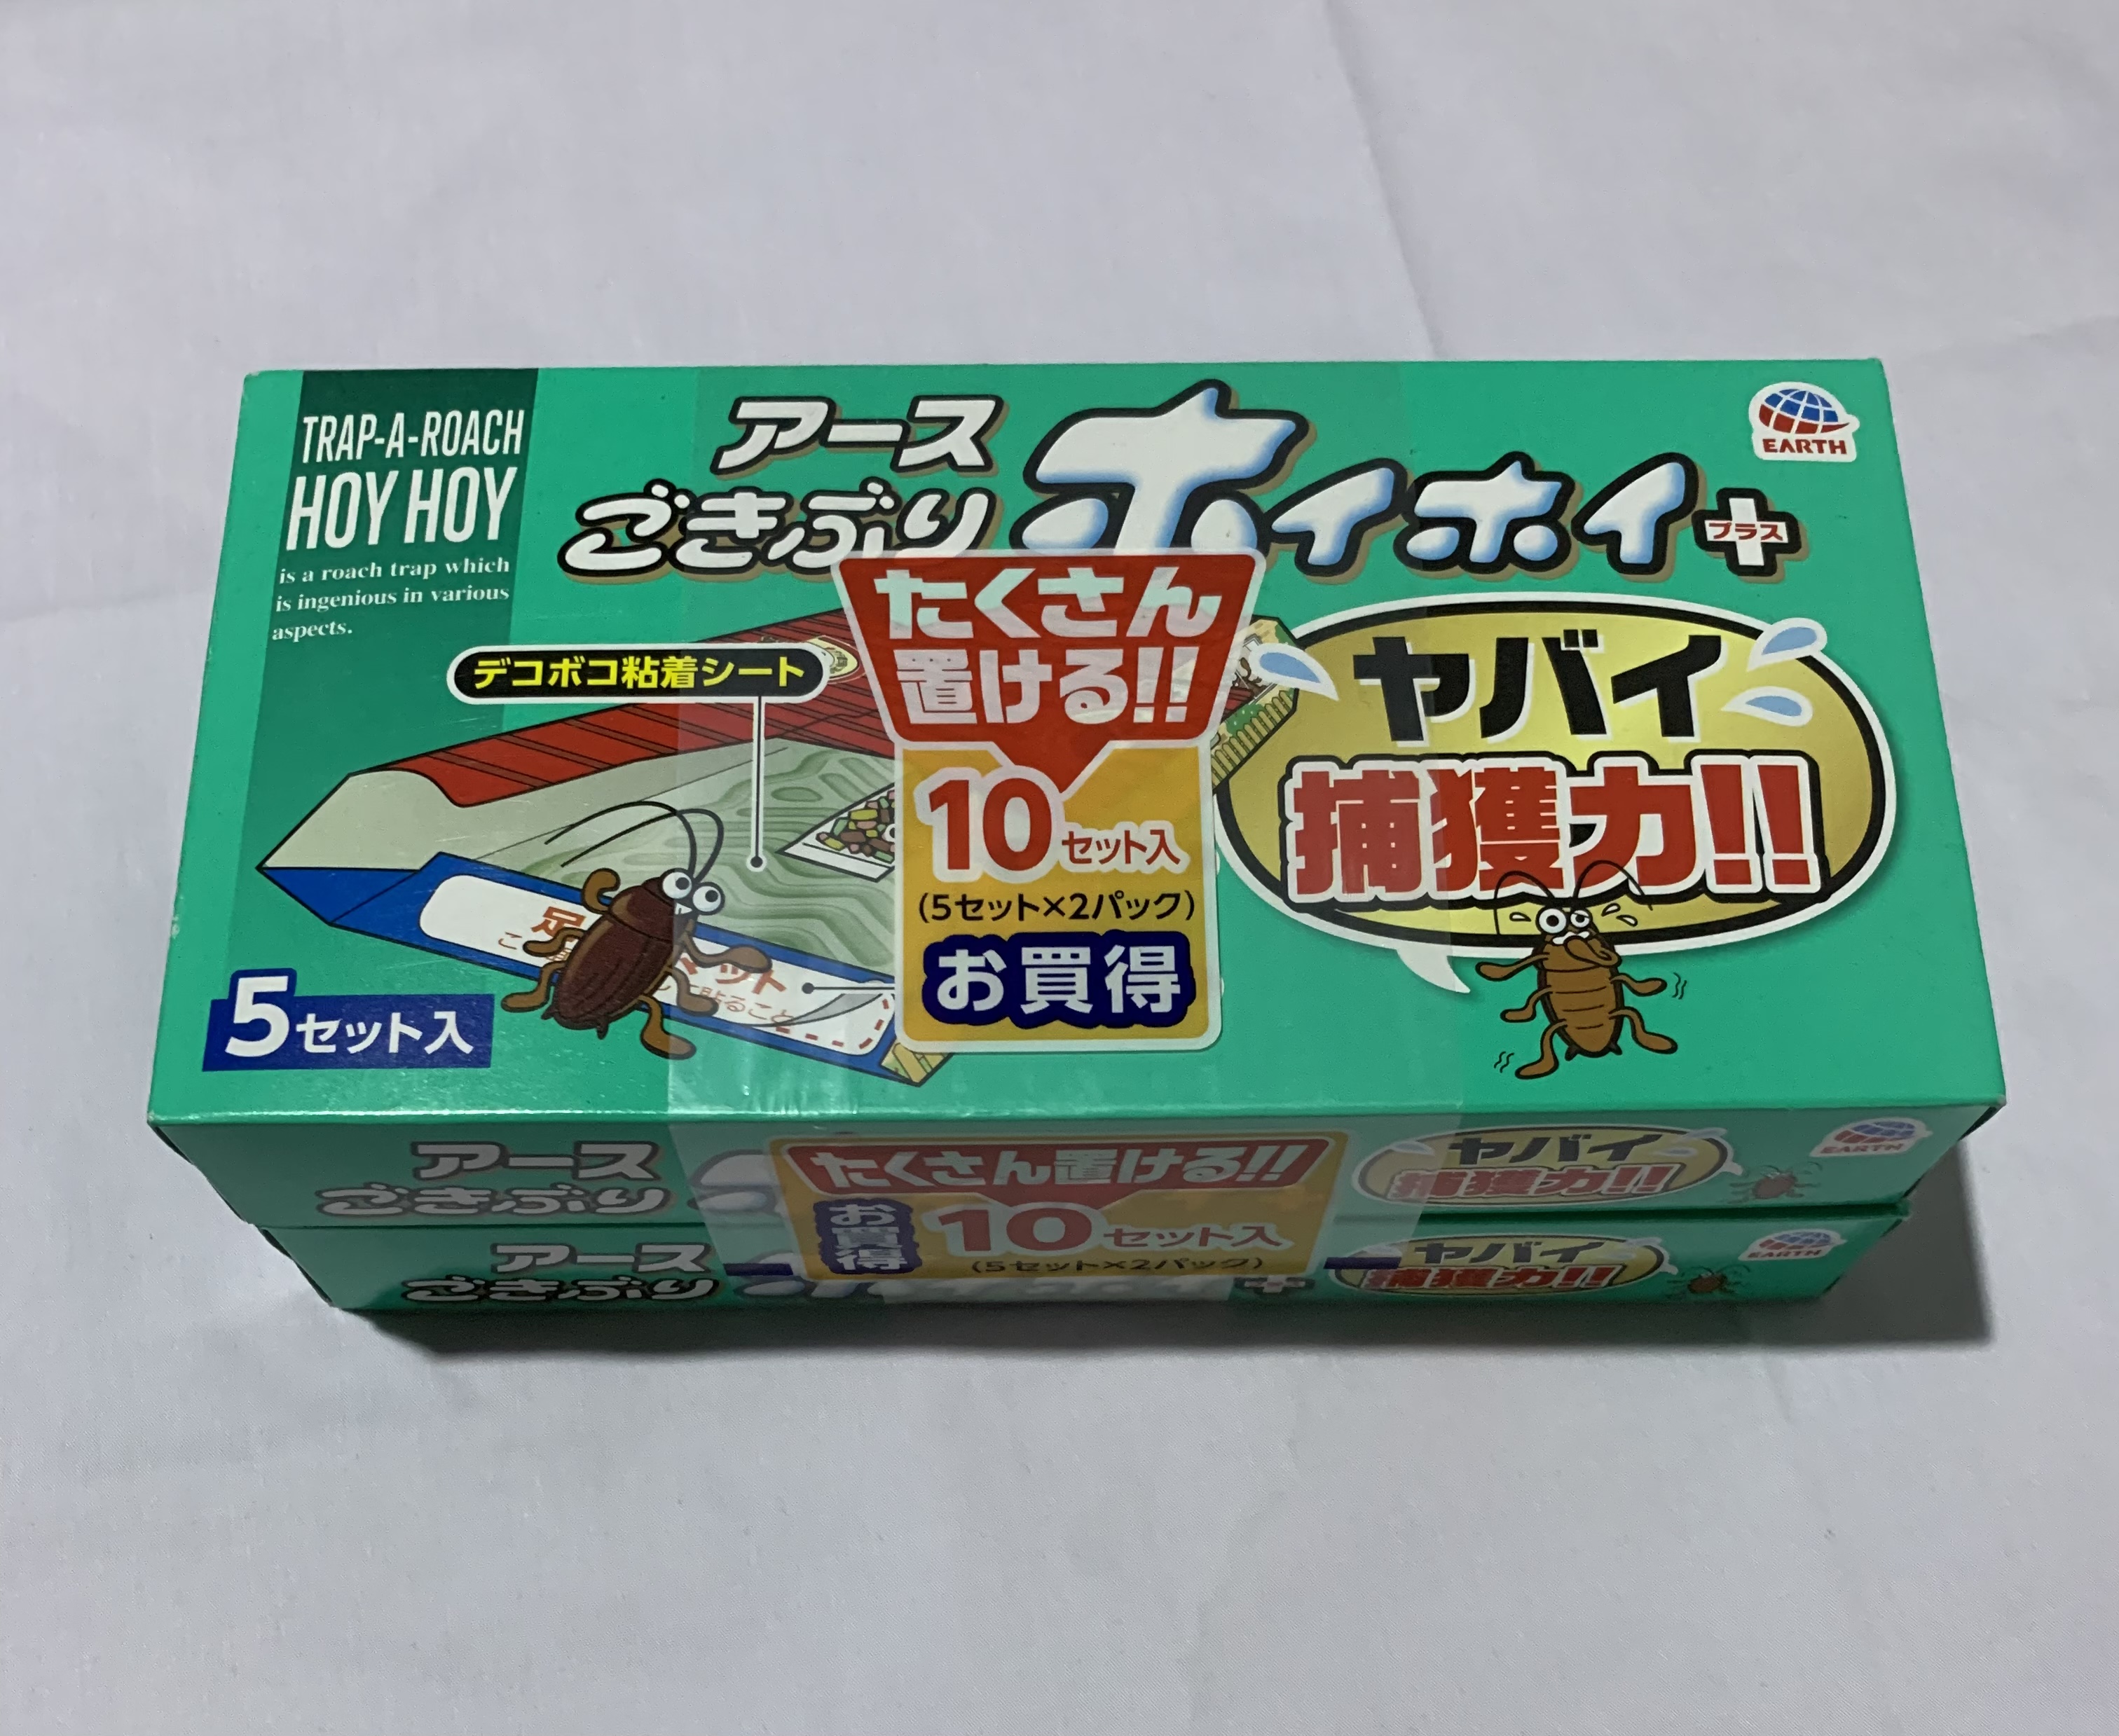 TRAP-A-ROACH
HOY HOY
is a roach trap which
is ingenious in various
aspects.
アース
ごきぶり
ホイホイ
プラス
EARTH
デコボコ粘着シート
たくさん
置ける!!
10セット入
(5セット×2パック)
お買得
ヤバイ
捕獲力!!
5セット入
アース
ごきぶり
たくさん置ける!!
お買得
10セット入
(5セット×2パック)
ヤバイ
捕獲力!!
EARTH
アース
ごきぶり
ヤバイ
捕獲力!!
EARTH